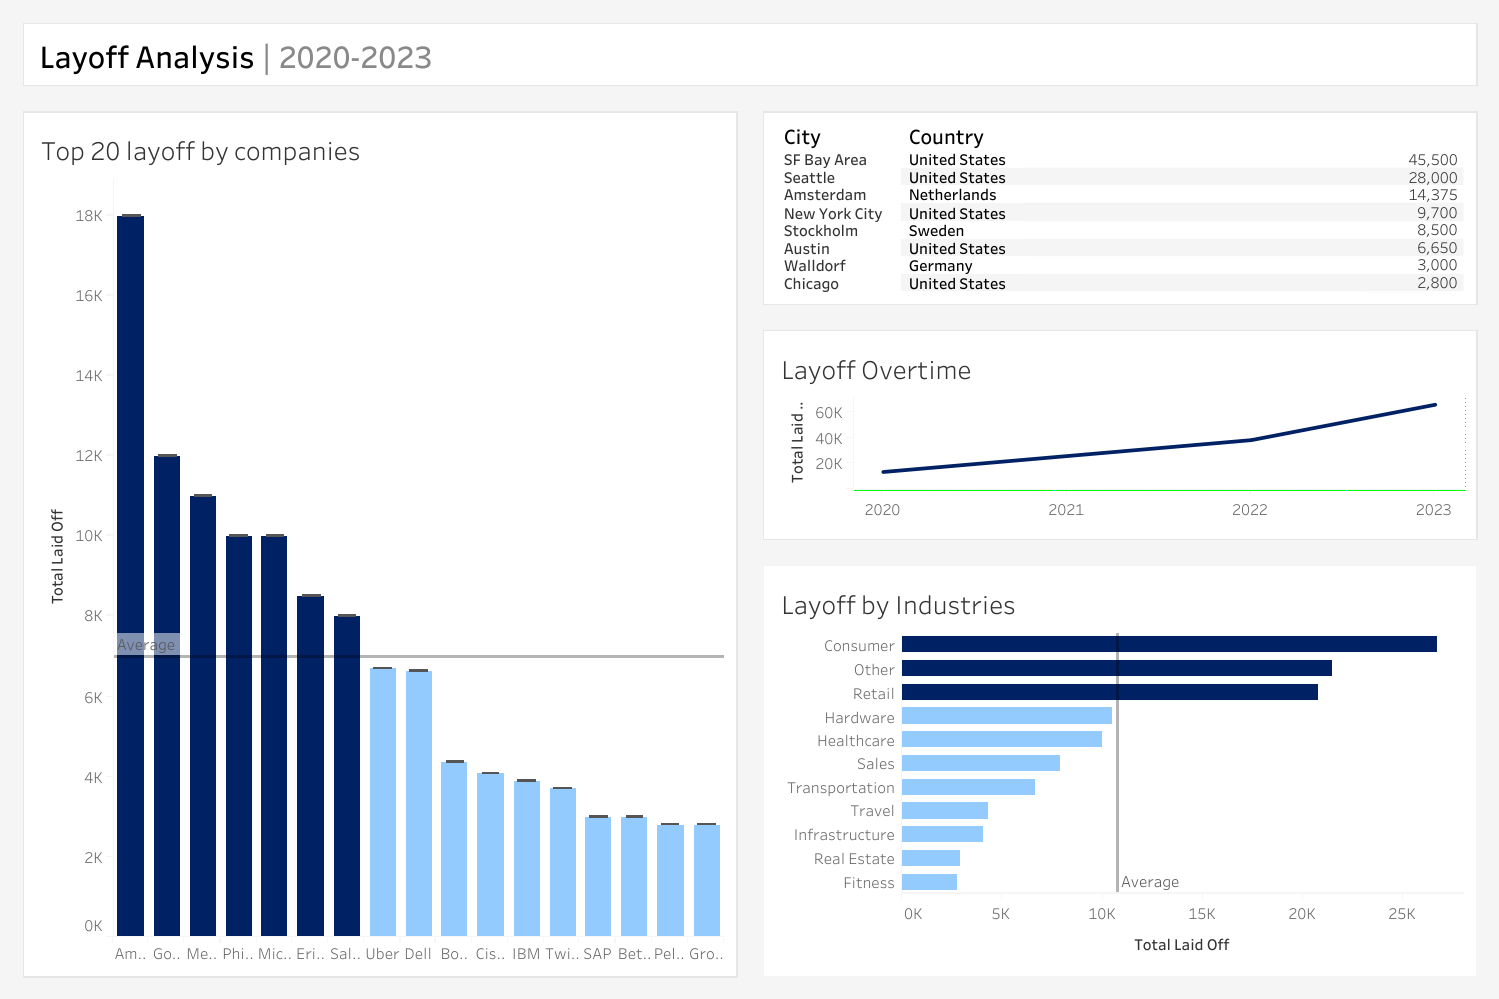 Layoff Analysis | 2020-2023
Top 20 layoff by companies
18K
16K
14K
12K
10K
8K
6K
4K
2K
0K
Total Laid Off
Average
Am.. Go.. Me.. Phi.. Mic.. Eri.. Sal.. Uber Dell Bo.. Cis.. IBM Twi.. SAP Bet.. Pel.. Gro..
City Country
SF Bay Area United States 45,500
Seattle United States 28,000
Amsterdam Netherlands 14,375
New York City United States 9,700
Stockholm Sweden 8,500
Austin United States 6,650
Walldorf Germany 3,000
Chicago United States 2,800
Layoff Overtime
Total Laid ..
60K
40K
20K
2020 2021 2022 2023
Layoff by Industries
Consumer
Other
Retail
Hardware
Healthcare
Sales
Transportation
Travel
Infrastructure
Real Estate
Fitness
Average
0K 5K 10K 15K 20K 25K
Total Laid Off